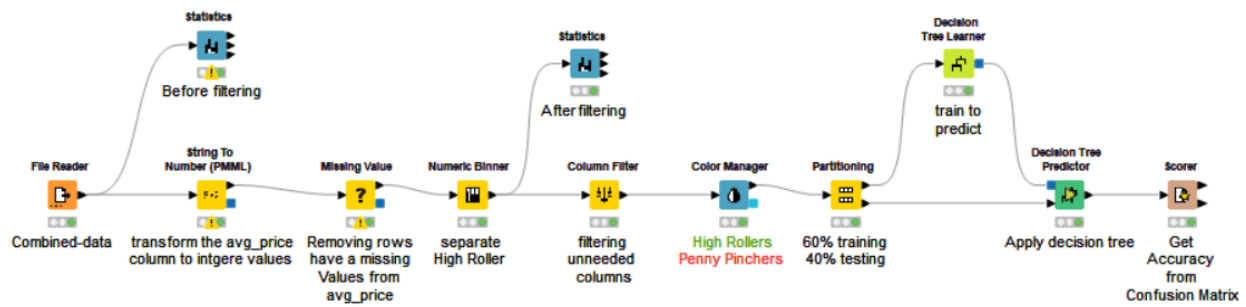 Statistics
Before filtering
Statistics
After filtering
Decision
Tree Learner
train to
predict
File Reader
Combined-data
String To
Number (PMML)
transform the avg_price
column to intgere values
Missing Value
Removing rows
have a missing
Values from
avg_price
Numeric Binner
separate
High Roller
Column Filter
filtering
unneeded
columns
Color Manager
High Rollers
Penny Pinchers
Partitioning
60% training
40% testing
Decision Tree
Predictor
Apply decision tree
Scorer
Get
Accuracy
from
Confusion Matrix